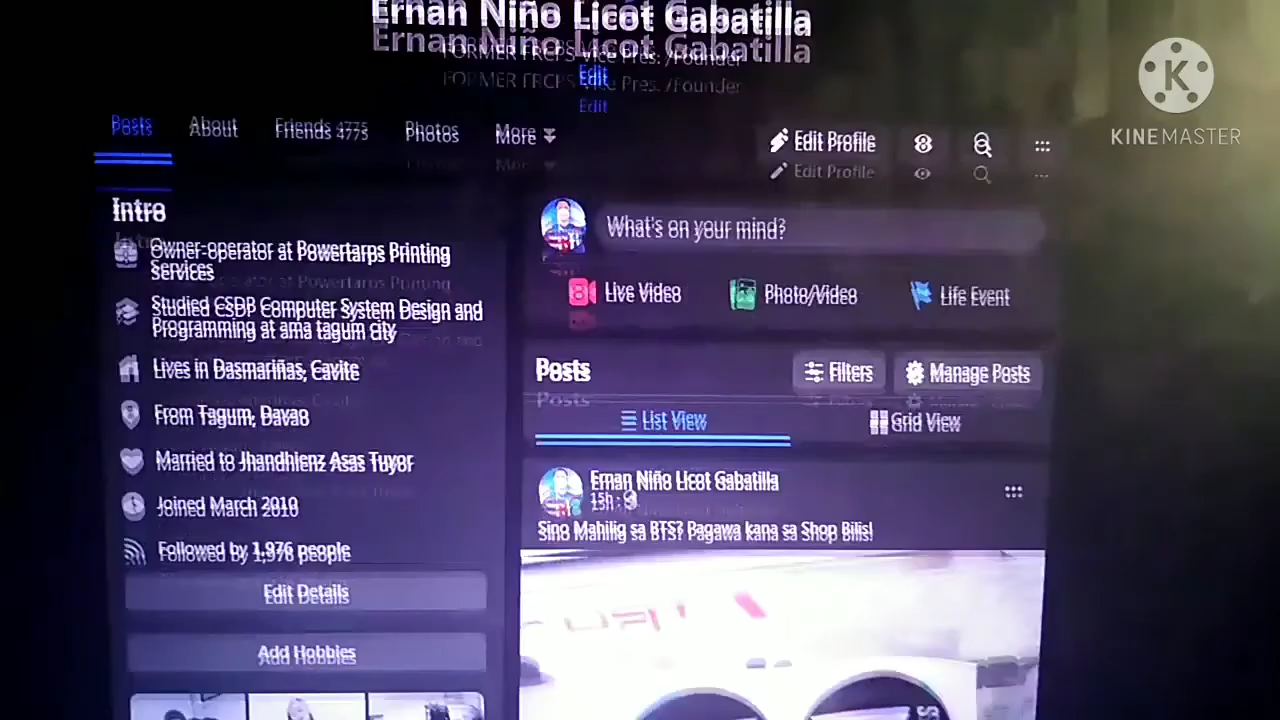 Ernan Niño Licot Gabatilla
FORMER FRCPS Vice Pres. /Founder
Edit
Posts About Friends 4775 Photos More
Edit Profile
KINEMASTER
Intro
Owner-operator at Powertarps Printing
Services
Studied CSDP Computer System Design and
Programming at ama tagum city
Lives in Dasmariñas, Cavite
From Tagum, Davao
Married to Jhandhienz Asas Tuyor
Joined March 2010
Followed by 1,976 people
Edit Details
Add Hobbies
What's on your mind?
Live Video Photo/Video Life Event
Posts Filters Manage Posts
List View Grid View
Ernan Niño Licot Gabatilla
15h
Sino Mahilig sa BTS? Pagawa kana sa Shop Bilis!